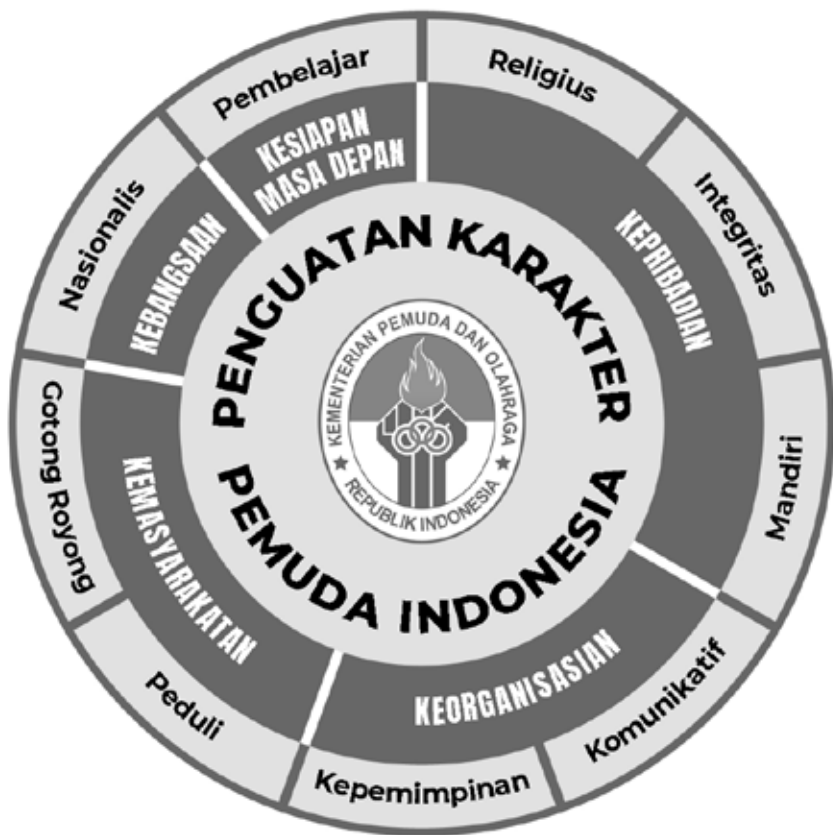 PENGUATAN KARAKTER
PEMUDA INDONESIA
KEMENTERIAN PEMUDA DAN OLAHRAGA
REPUBLIK INDONESIA
KEPRIBADIAN
Religius
Integritas
Mandiri
KEORGANISASIAN
Komunikatif
Kepemimpinan
KEMASYARAKATAN
Peduli
Gotong Royong
KEBANGSAAN
Nasionalis
KESIAPAN
MASA DEPAN
Pembelajar